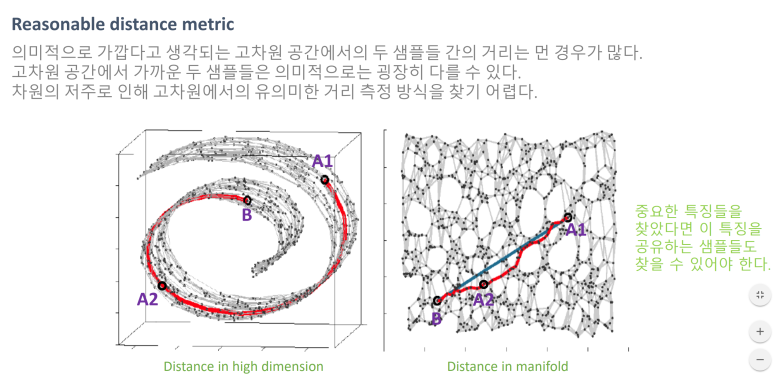 Reasonable distance metric
의미적으로 가깝다고 생각되는 고차원 공간에서의 두 샘플들 간의 거리는 먼 경우가 많다.
고차원 공간에서 가까운 두 샘플들은 의미적으로는 굉장히 다를 수 있다.
차원의 저주로 인해 고차원에서의 유의미한 거리 측정 방식을 찾기 어렵다.
A1
B
A2
A1
A2
B
중요한 특징들을
찾았다면 이 특징을
공유하는 샘플들도
찾을 수 있어야 한다.
Distance in high dimension
Distance in manifold